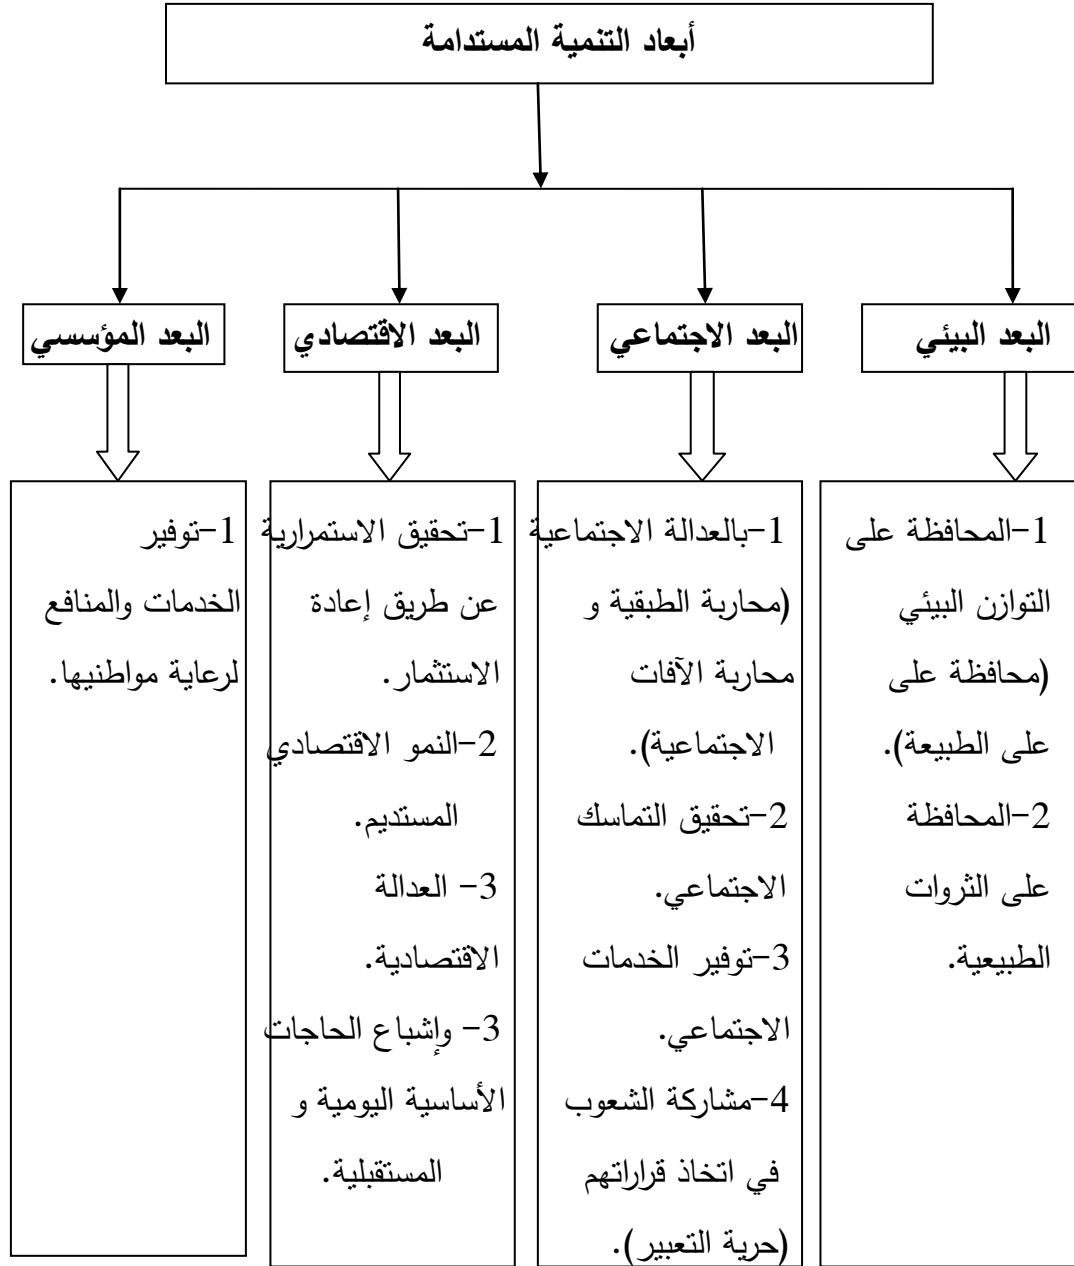 أبعاد التنمية المستدامة
البعد البيئي
البعد الاجتماعي
البعد الاقتصادي
البعد المؤسسي
1-المحافظة على
التوازن البيئي
(محافظة على
على الطبيعة).
2-المحافظة
على الثروات
الطبيعية.
1-بالعدالة الاجتماعية
(محاربة الطبقية و
محاربة الآفات
الاجتماعية).
2-تحقيق التماسك
الاجتماعي.
3-توفير الخدمات
الاجتماعي.
4-مشاركة الشعوب
في اتخاذ قراراتهم
(حرية التعبير).
1-تحقيق الاستمرارية
عن طريق إعادة
الاستثمار.
2-النمو الاقتصادي
المستديم.
3- العدالة
الاقتصادية.
3- وإشباع الحاجات
الأساسية اليومية و
المستقبلية.
1-توفير
الخدمات والمنافع
لرعاية مواطنيها.